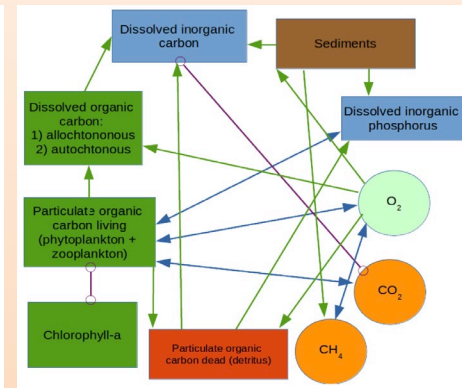 Dissolved inorganic
carbon
Sediments
Dissolved organic
carbon:
1) allochtononous
2) autochtonous
Dissolved inorganic
phosphorus
Particulate organic
carbon living
(phytoplankton +
zooplankton)
O₂
CO₂
Chlorophyll-a
Particulate organic
carbon dead (detritus)
CH₄